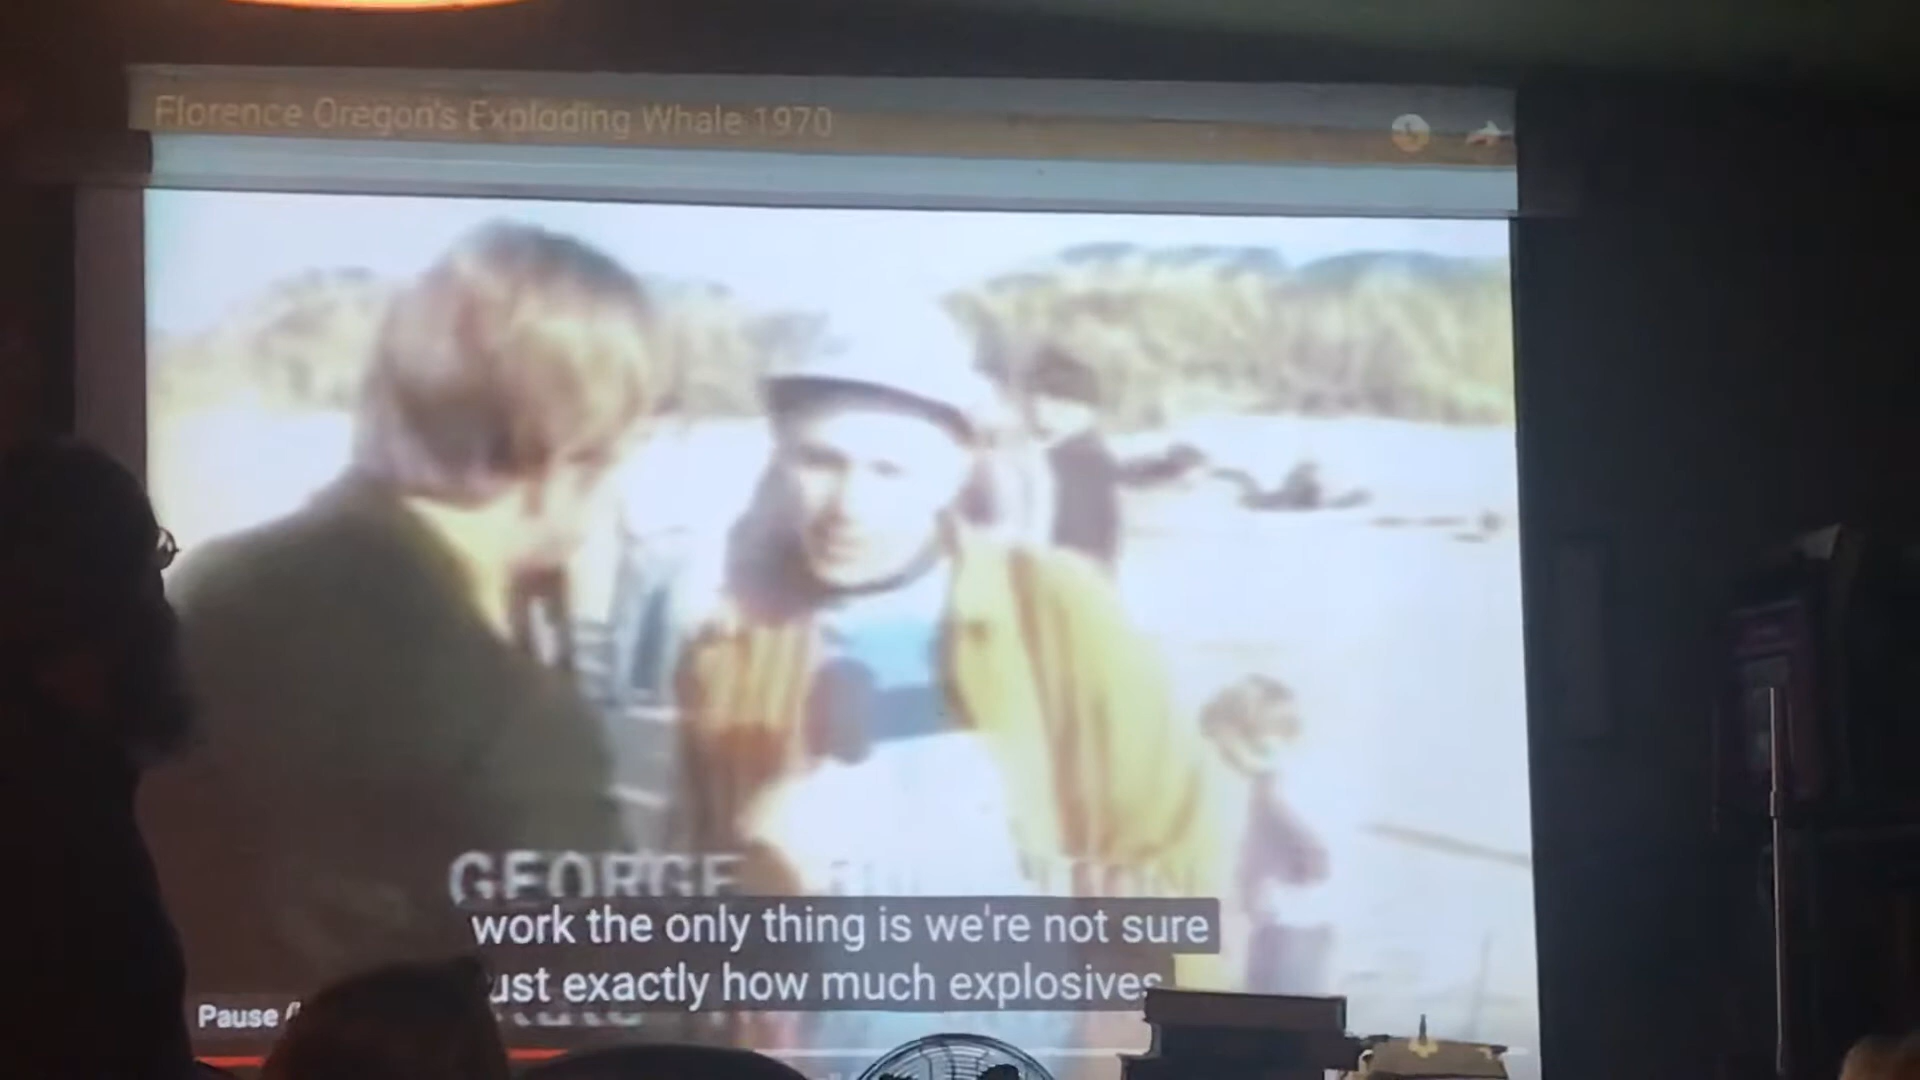 Florence Oregon's Exploding Whale 1970
GEORGE
work the only thing is we're not sure
ust exactly how much explosives
Pause